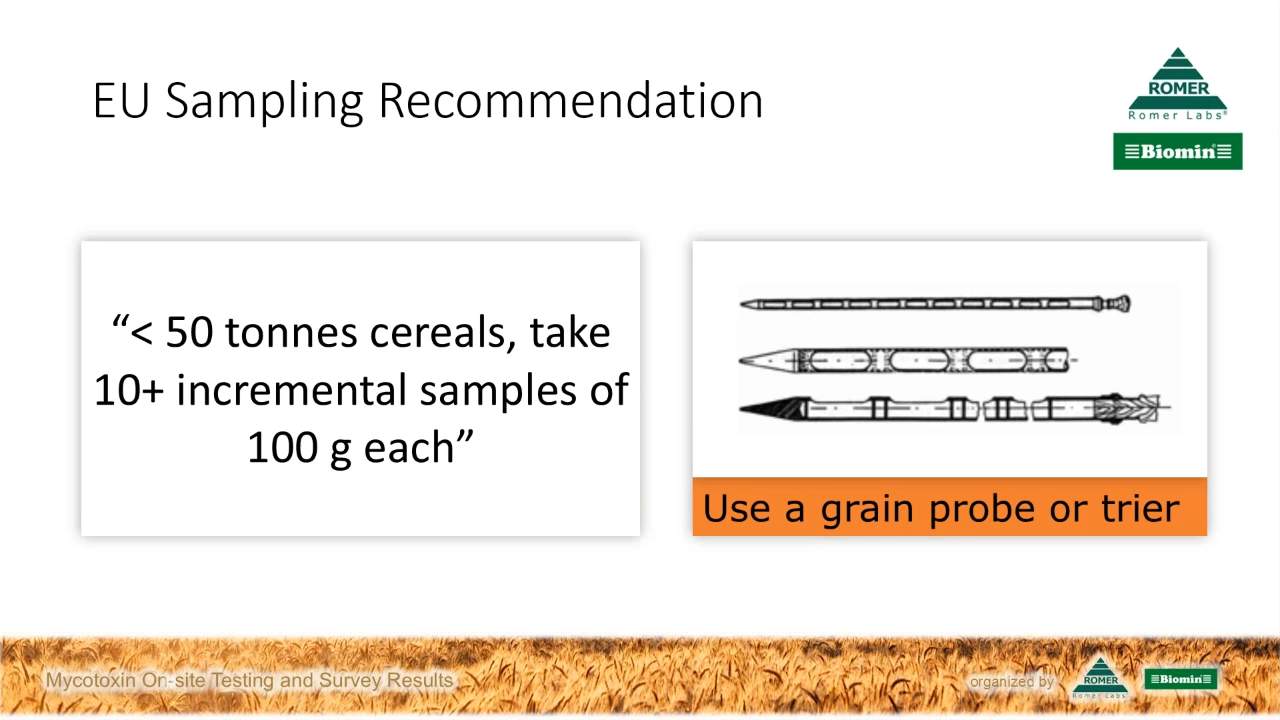 EU Sampling Recommendation
ROMER
Romer Labs®
Biomin®
“< 50 tonnes cereals, take
10+ incremental samples of
100 g each”
Use a grain probe or trier
Mycotoxin On-site Testing and Survey Results
organized by
ROMER
Romer Labs®
Biomin®